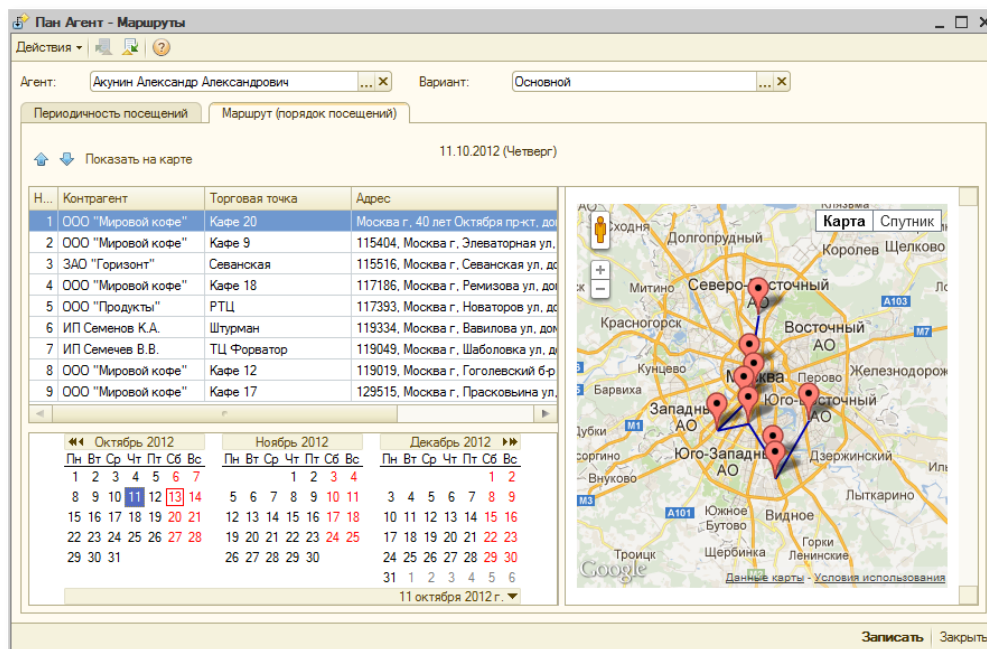 Пан Агент - Маршруты
Действия
Агент: Акунин Александр Александрович ... Вариант: Основной ...
Периодичность посещений Маршрут (порядок посещений)
Показать на карте 11.10.2012 (Четверг)
Н... Контрагент Торговая точка Адрес
1 ООО "Мировой кофе" Кафе 20 Москва г, 40 лет Октября пр-кт, до
2 ООО "Мировой кофе" Кафе 9 115404, Москва г, Элеваторная ул,
3 ЗАО "Горизонт" Севанская 115516, Москва г, Севанская ул, до
4 ООО "Мировой кофе" Кафе 18 117186, Москва г, Ремизова ул, до
5 ООО "Продукты" РТЦ 117393, Москва г, Новаторов ул, до
6 ИП Семенов К.А. Штурман 119334, Москва г, Вавилова ул, до
7 ИП Семечев В.В. ТЦ Форватор 119049, Москва г, Шаболовка ул, д
8 ООО "Мировой кофе" Кафе 12 119019, Москва г, Гоголевский б-р
9 ООО "Мировой кофе" Кафе 17 129515, Москва г, Прасковьина ул,
Октябрь 2012 Ноябрь 2012 Декабрь 2012
Пн Вт Ср Чт Пт Сб Вс Пн Вт Ср Чт Пт Сб Вс Пн Вт Ср Чт Пт Сб Вс
1 2 3 4 5 6 7 1 2 3 4 1 2
8 9 10 11 12 13 14 5 6 7 8 9 10 11 3 4 5 6 7 8 9
15 16 17 18 19 20 21 12 13 14 15 16 17 18 10 11 12 13 14 15 16
22 23 24 25 26 27 28 19 20 21 22 23 24 25 17 18 19 20 21 22 23
29 30 31 26 27 28 29 30 24 25 26 27 28 29 30
31 1 2 3 4 5 6
11 октября 2012 г.
Карта Спутник
Сходня
Долгопрудный
Королев Щелково
Митино Северо-Восточный
АО
A103
Красногорск
Восточный
АО
M7
Кунцево
Москва Перово Железнодорож
Барвиха
Западный
АО
Юго-Восточный
АО
M1
Юго-Западный
АО
Дзержинский
Внуково
M3
Лыткарино
A101 Южное
Бутово
Видное
Троицк Щербинка
Горки
Ленинские
Google
Данные карты - Условия использования
Записать Закрыть